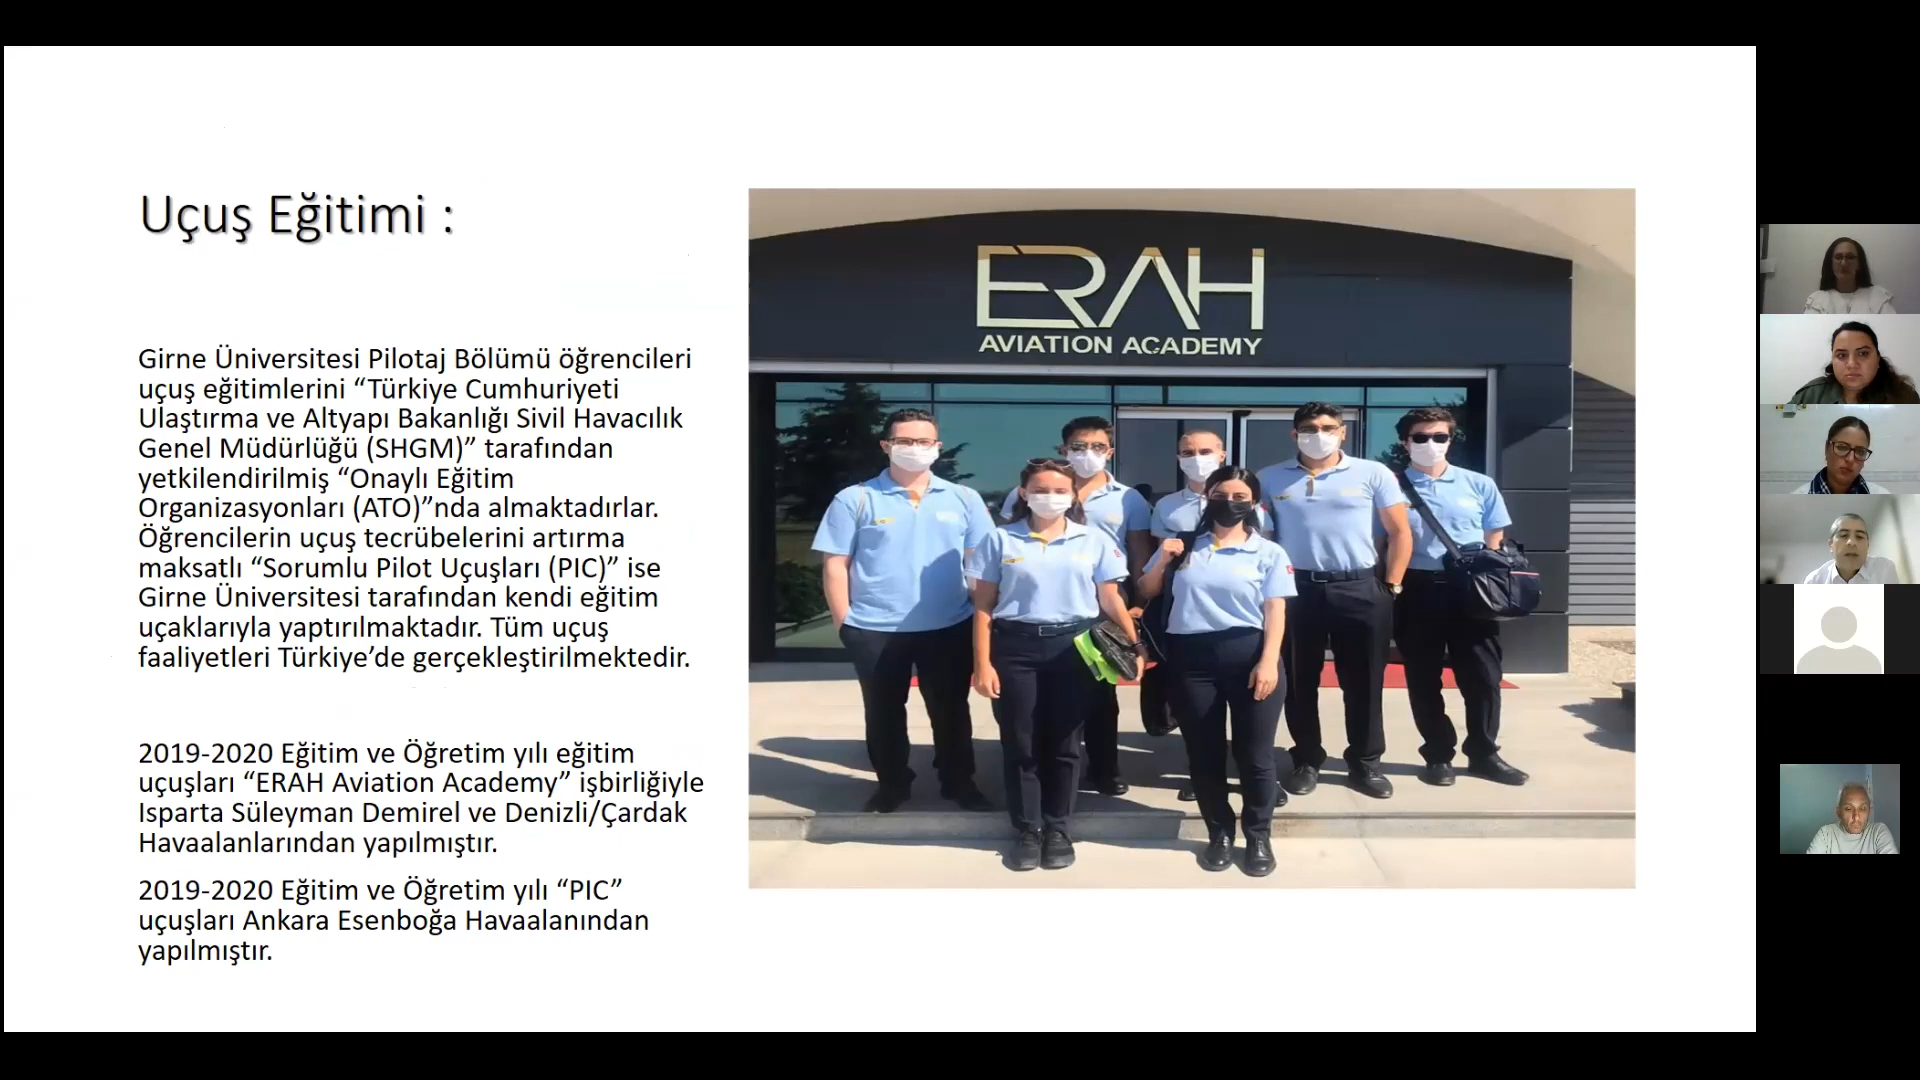 Uçuş Eğitimi :
Girne Üniversitesi Pilotaj Bölümü öğrencileri
uçuş eğitimlerini “Türkiye Cumhuriyeti
Ulaştırma ve Altyapı Bakanlığı Sivil Havacılık
Genel Müdürlüğü (SHGM)” tarafından
yetkilendirilmiş “Onaylı Eğitim
Organizasyonları (ATO)”nda almaktadırlar.
Öğrencilerin uçuş tecrübelerini artırma
maksatlı “Sorumlu Pilot Uçuşları (PIC)” ise
Girne Üniversitesi tarafından kendi eğitim
uçaklarıyla yaptırılmaktadır. Tüm uçuş
faaliyetleri Türkiye’de gerçekleştirilmektedir.
2019-2020 Eğitim ve Öğretim yılı eğitim
uçuşları “ERAH Aviation Academy” işbirliğiyle
Isparta Süleyman Demirel ve Denizli/Çardak
Havaalanlarından yapılmıştır.
2019-2020 Eğitim ve Öğretim yılı “PIC”
uçuşları Ankara Esenboğa Havaalanından
yapılmıştır.
ERAH
AVIATION ACADEMY